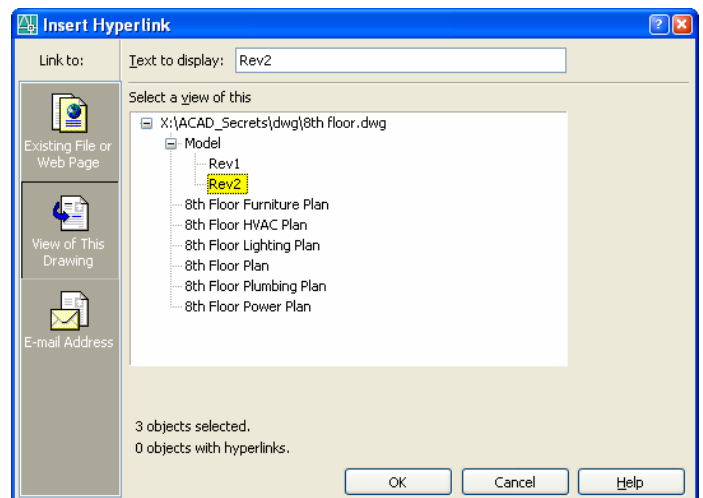 Insert Hyperlink
Link to:
Text to display: Rev2
Existing File or
Web Page
View of This
Drawing
E-mail Address
Select a view of this
X:\ACAD_Secrets\dwg\8th floor.dwg
Model
Rev1
Rev2
8th Floor Furniture Plan
8th Floor HVAC Plan
8th Floor Lighting Plan
8th Floor Plan
8th Floor Plumbing Plan
8th Floor Power Plan
3 objects selected.
0 objects with hyperlinks.
OK Cancel Help